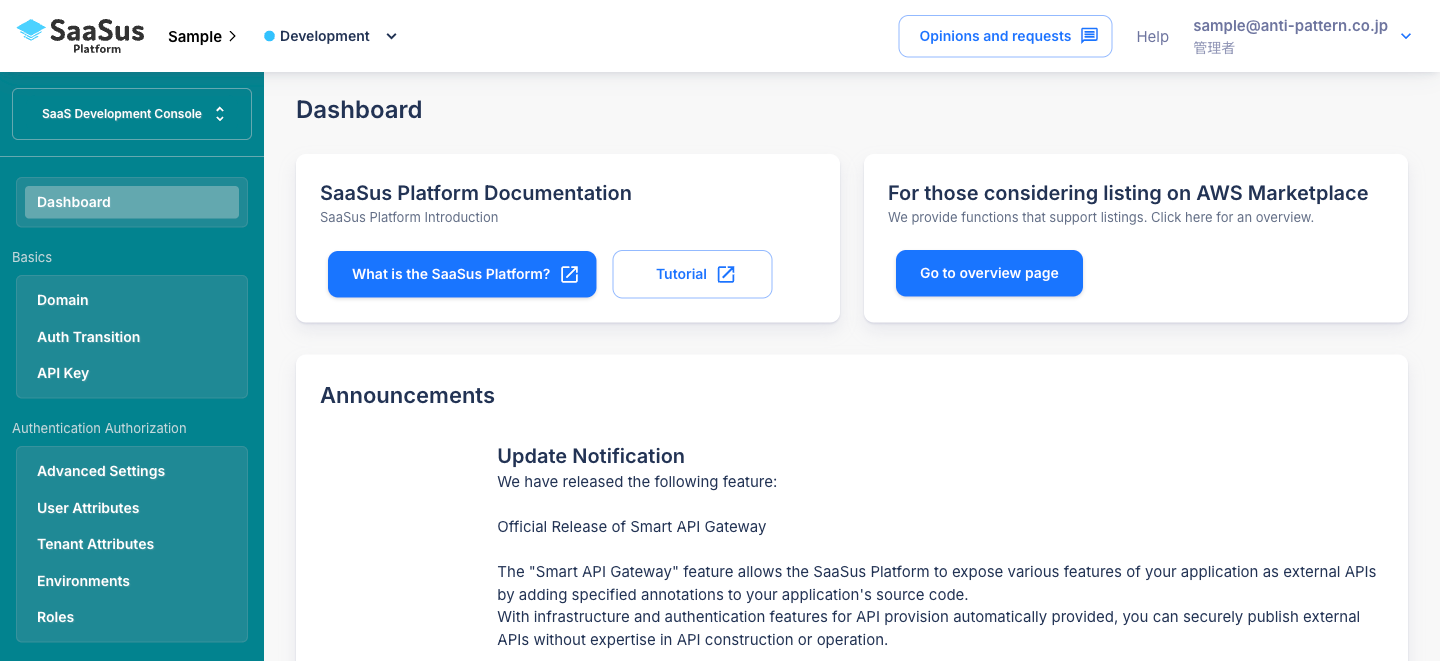 SaaSus
Platform
Sample
Development
Opinions and requests
Help
sample@anti-pattern.co.jp
管理者
SaaS Development Console
Dashboard
Basics
Domain
Auth Transition
API Key
Authentication Authorization
Advanced Settings
User Attributes
Tenant Attributes
Environments
Roles
Dashboard
SaaSus Platform Documentation
SaaSus Platform Introduction
What is the SaaSus Platform?
Tutorial
For those considering listing on AWS Marketplace
We provide functions that support listings. Click here for an overview.
Go to overview page
Announcements
Update Notification
We have released the following feature:
Official Release of Smart API Gateway
The "Smart API Gateway" feature allows the SaaSus Platform to expose various features of your application as external APIs
by adding specified annotations to your application's source code.
With infrastructure and authentication features for API provision automatically provided, you can securely publish external
APIs without expertise in API construction or operation.